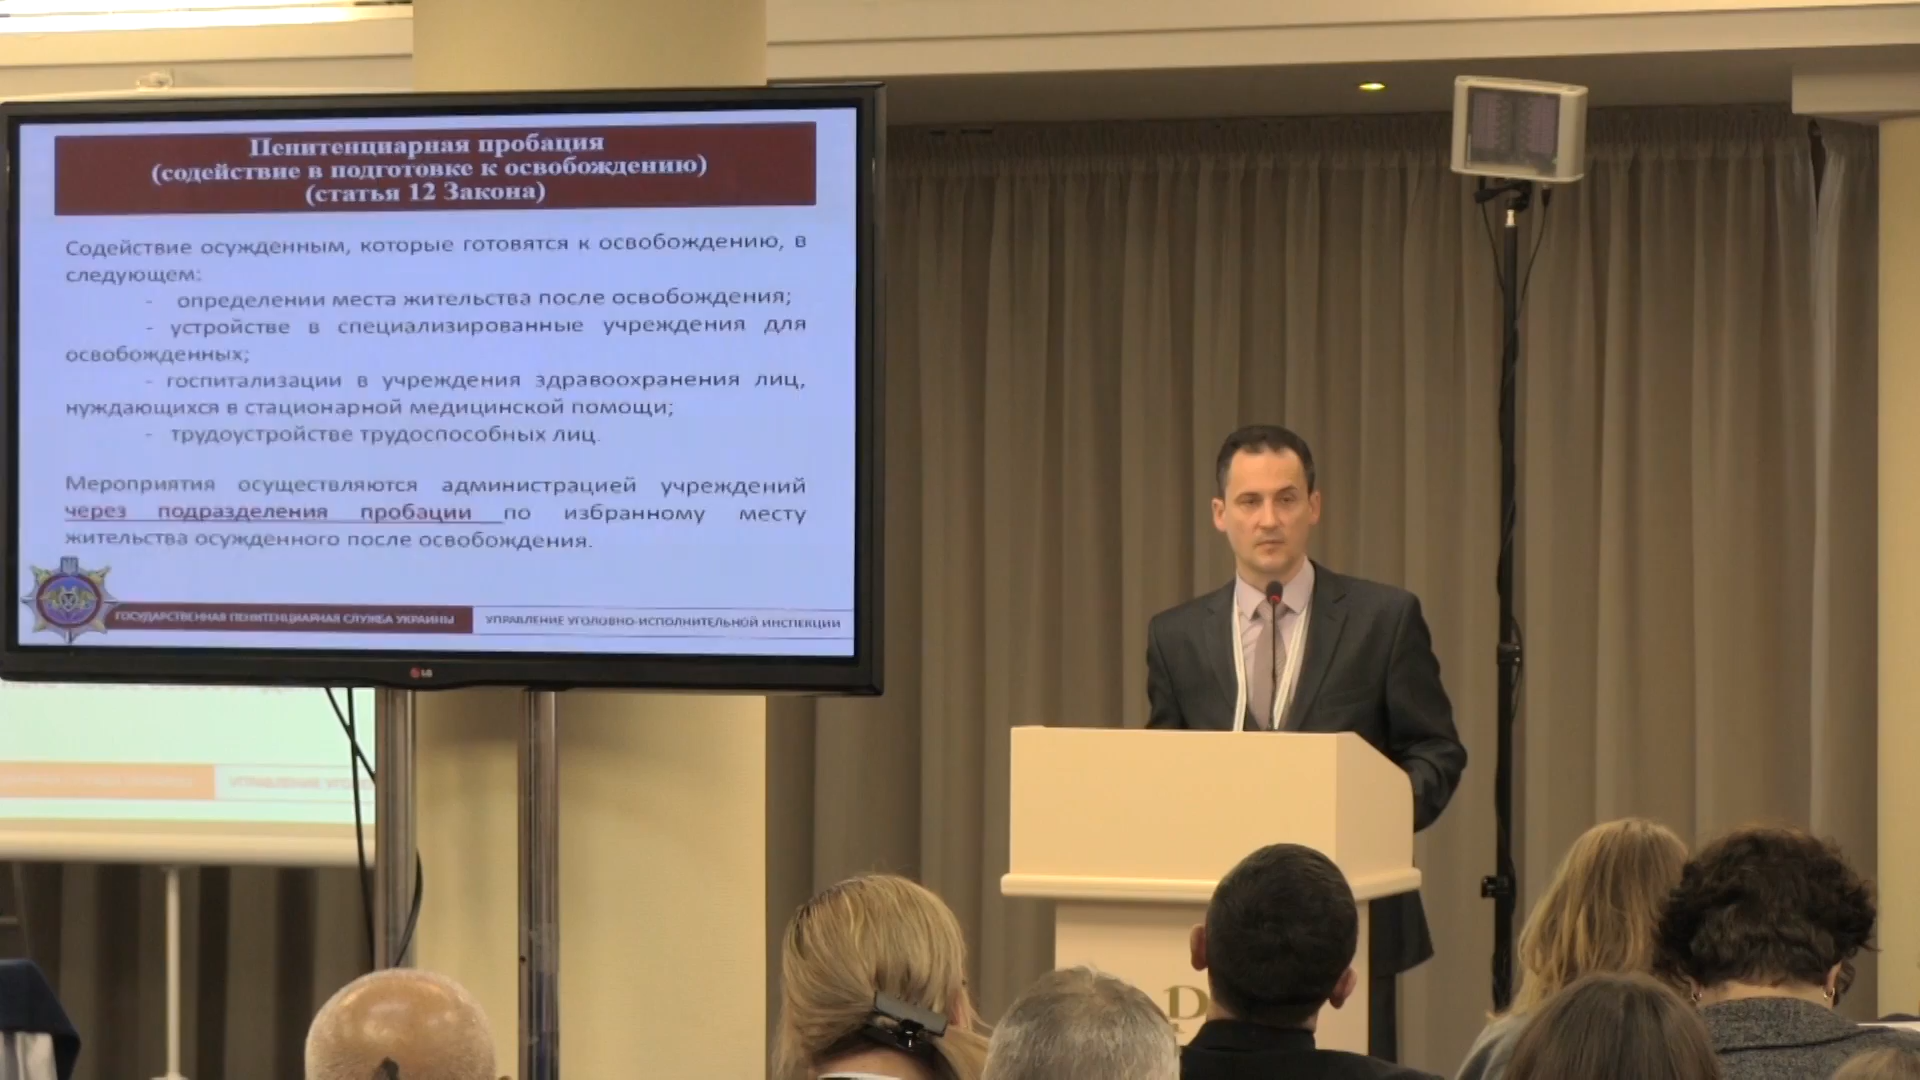 Пенитенциарная пробация
(содействие в подготовке к освобождению)
(статья 12 Закона)
Содействие осужденным, которые готовятся к освобождению, в
следующем:
- определении места жительства после освобождения;
- устройстве в специализированные учреждения для
освобожденных;
- госпитализации в учреждения здравоохранения лиц,
нуждающихся в стационарной медицинской помощи;
- трудоустройстве трудоспособных лиц.
Мероприятия осуществляются администрацией учреждений
через подразделения пробации по избранному месту
жительства осужденного после освобождения.
ГОСУДАРСТВЕННАЯ ПЕНИТЕНЦИАРНАЯ СЛУЖБА УКРАИНЫ
УПРАВЛЕНИЕ УГОЛОВНО-ИСПОЛНИТЕЛЬНОЙ ИНСПЕКЦИИ
LG